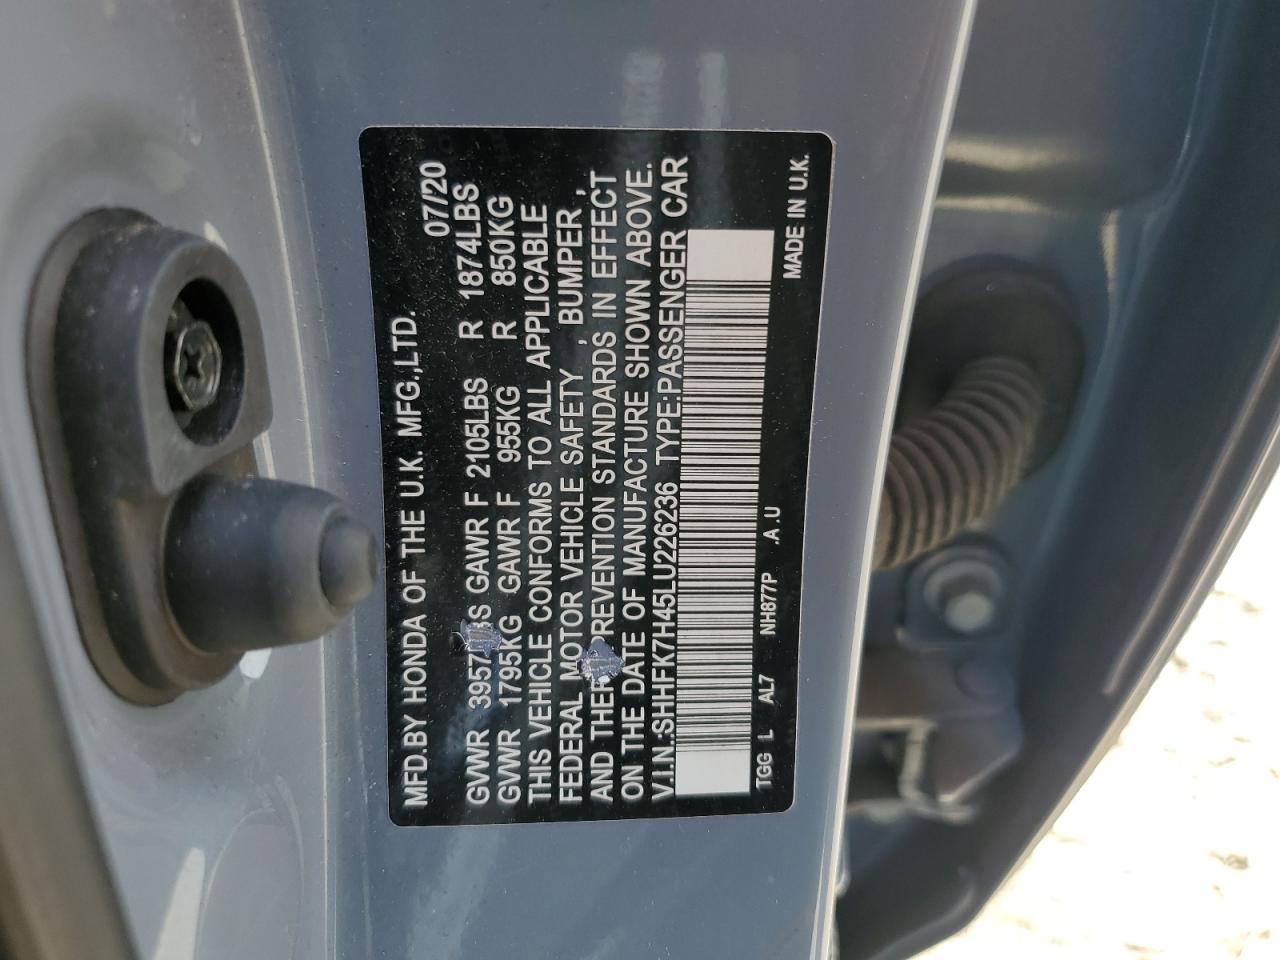 MFD.BY HONDA OF THE U.K. MFG.,LTD. 07/20
GVWR 3957LBS GAWR F 2105LBS R 1874LBS
GVWR 1795KG GAWR F 955KG R 850KG
THIS VEHICLE CONFORMS TO ALL APPLICABLE
FEDERAL MOTOR VEHICLE SAFETY , BUMPER ,
AND THEFT PREVENTION STANDARDS IN EFFECT
ON THE DATE OF MANUFACTURE SHOWN ABOVE.
V.I.N.:SHHFK7H45LU226236 TYPE:PASSENGER CAR
TGG L AL7 NH877P .A.U MADE IN U.K.